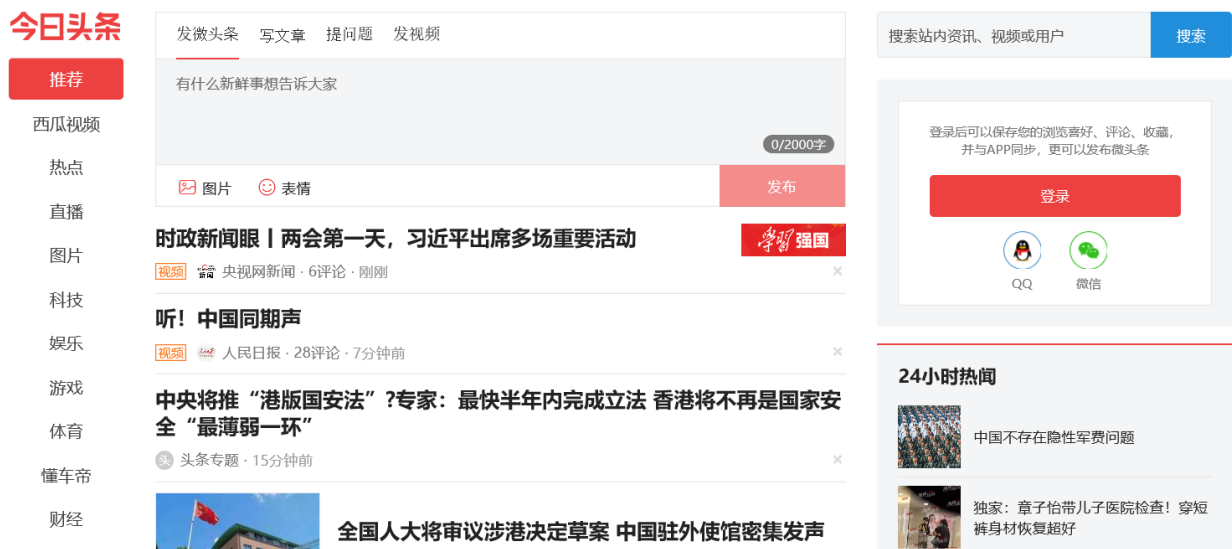 今日头条
推荐
西瓜视频
热点
直播
图片
科技
娱乐
游戏
体育
懂车帝
财经
发微头条 写文章 提问题 发视频
有什么新鲜事想告诉大家
0/2000字
图片 表情 发布
时政新闻眼丨两会第一天，习近平出席多场重要活动
学习强国
视频 新闻 央视网新闻 · 6评论 · 刚刚
听！中国同期声
视频 人民日报 · 28评论 · 7分钟前
中央将推“港版国安法”?专家：最快半年内完成立法 香港将不再是国家安
全“最薄弱一环”
头 头条专题 · 15分钟前
全国人大将审议涉港决定草案 中国驻外使馆密集发声
搜索站内资讯、视频或用户 搜索
登录后可以保存您的浏览喜好、评论、收藏，
并与APP同步，更可以发布微头条
登录
QQ 微信
24小时热闻
中国不存在隐性军费问题
独家：章子怡带儿子医院检查！穿短
裤身材恢复超好